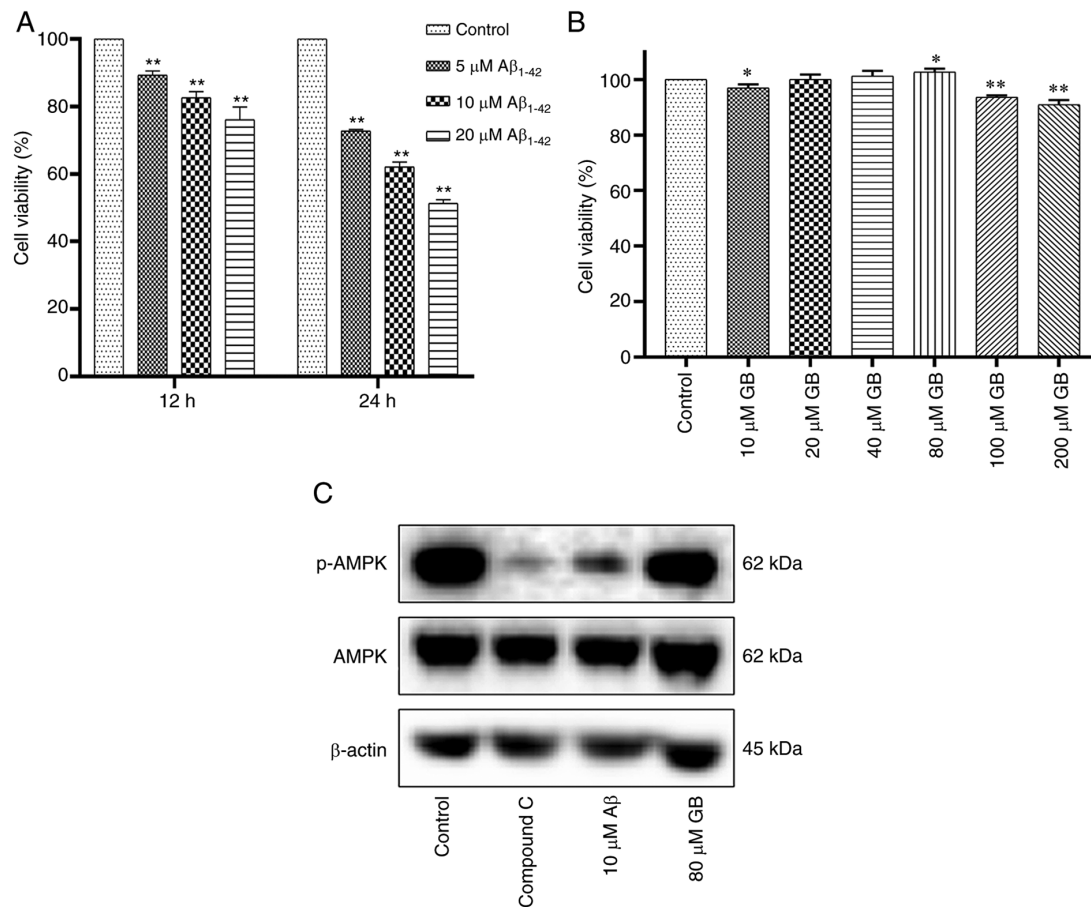 A
Cell viability (%)
100
80
60
40
20
0
** ** **
** ** **
12 h 24 h
Control
5 µM Aβ1-42
10 µM Aβ1-42
20 µM Aβ1-42
B
Cell viability (%)
100
80
60
40
20
0
* * ** **
Control
10 µM GB
20 µM GB
40 µM GB
80 µM GB
100 µM GB
200 µM GB
C
p-AMPK 62 kDa
AMPK 62 kDa
β-actin 45 kDa
Control
Compound C
10 µM Aβ
80 µM GB